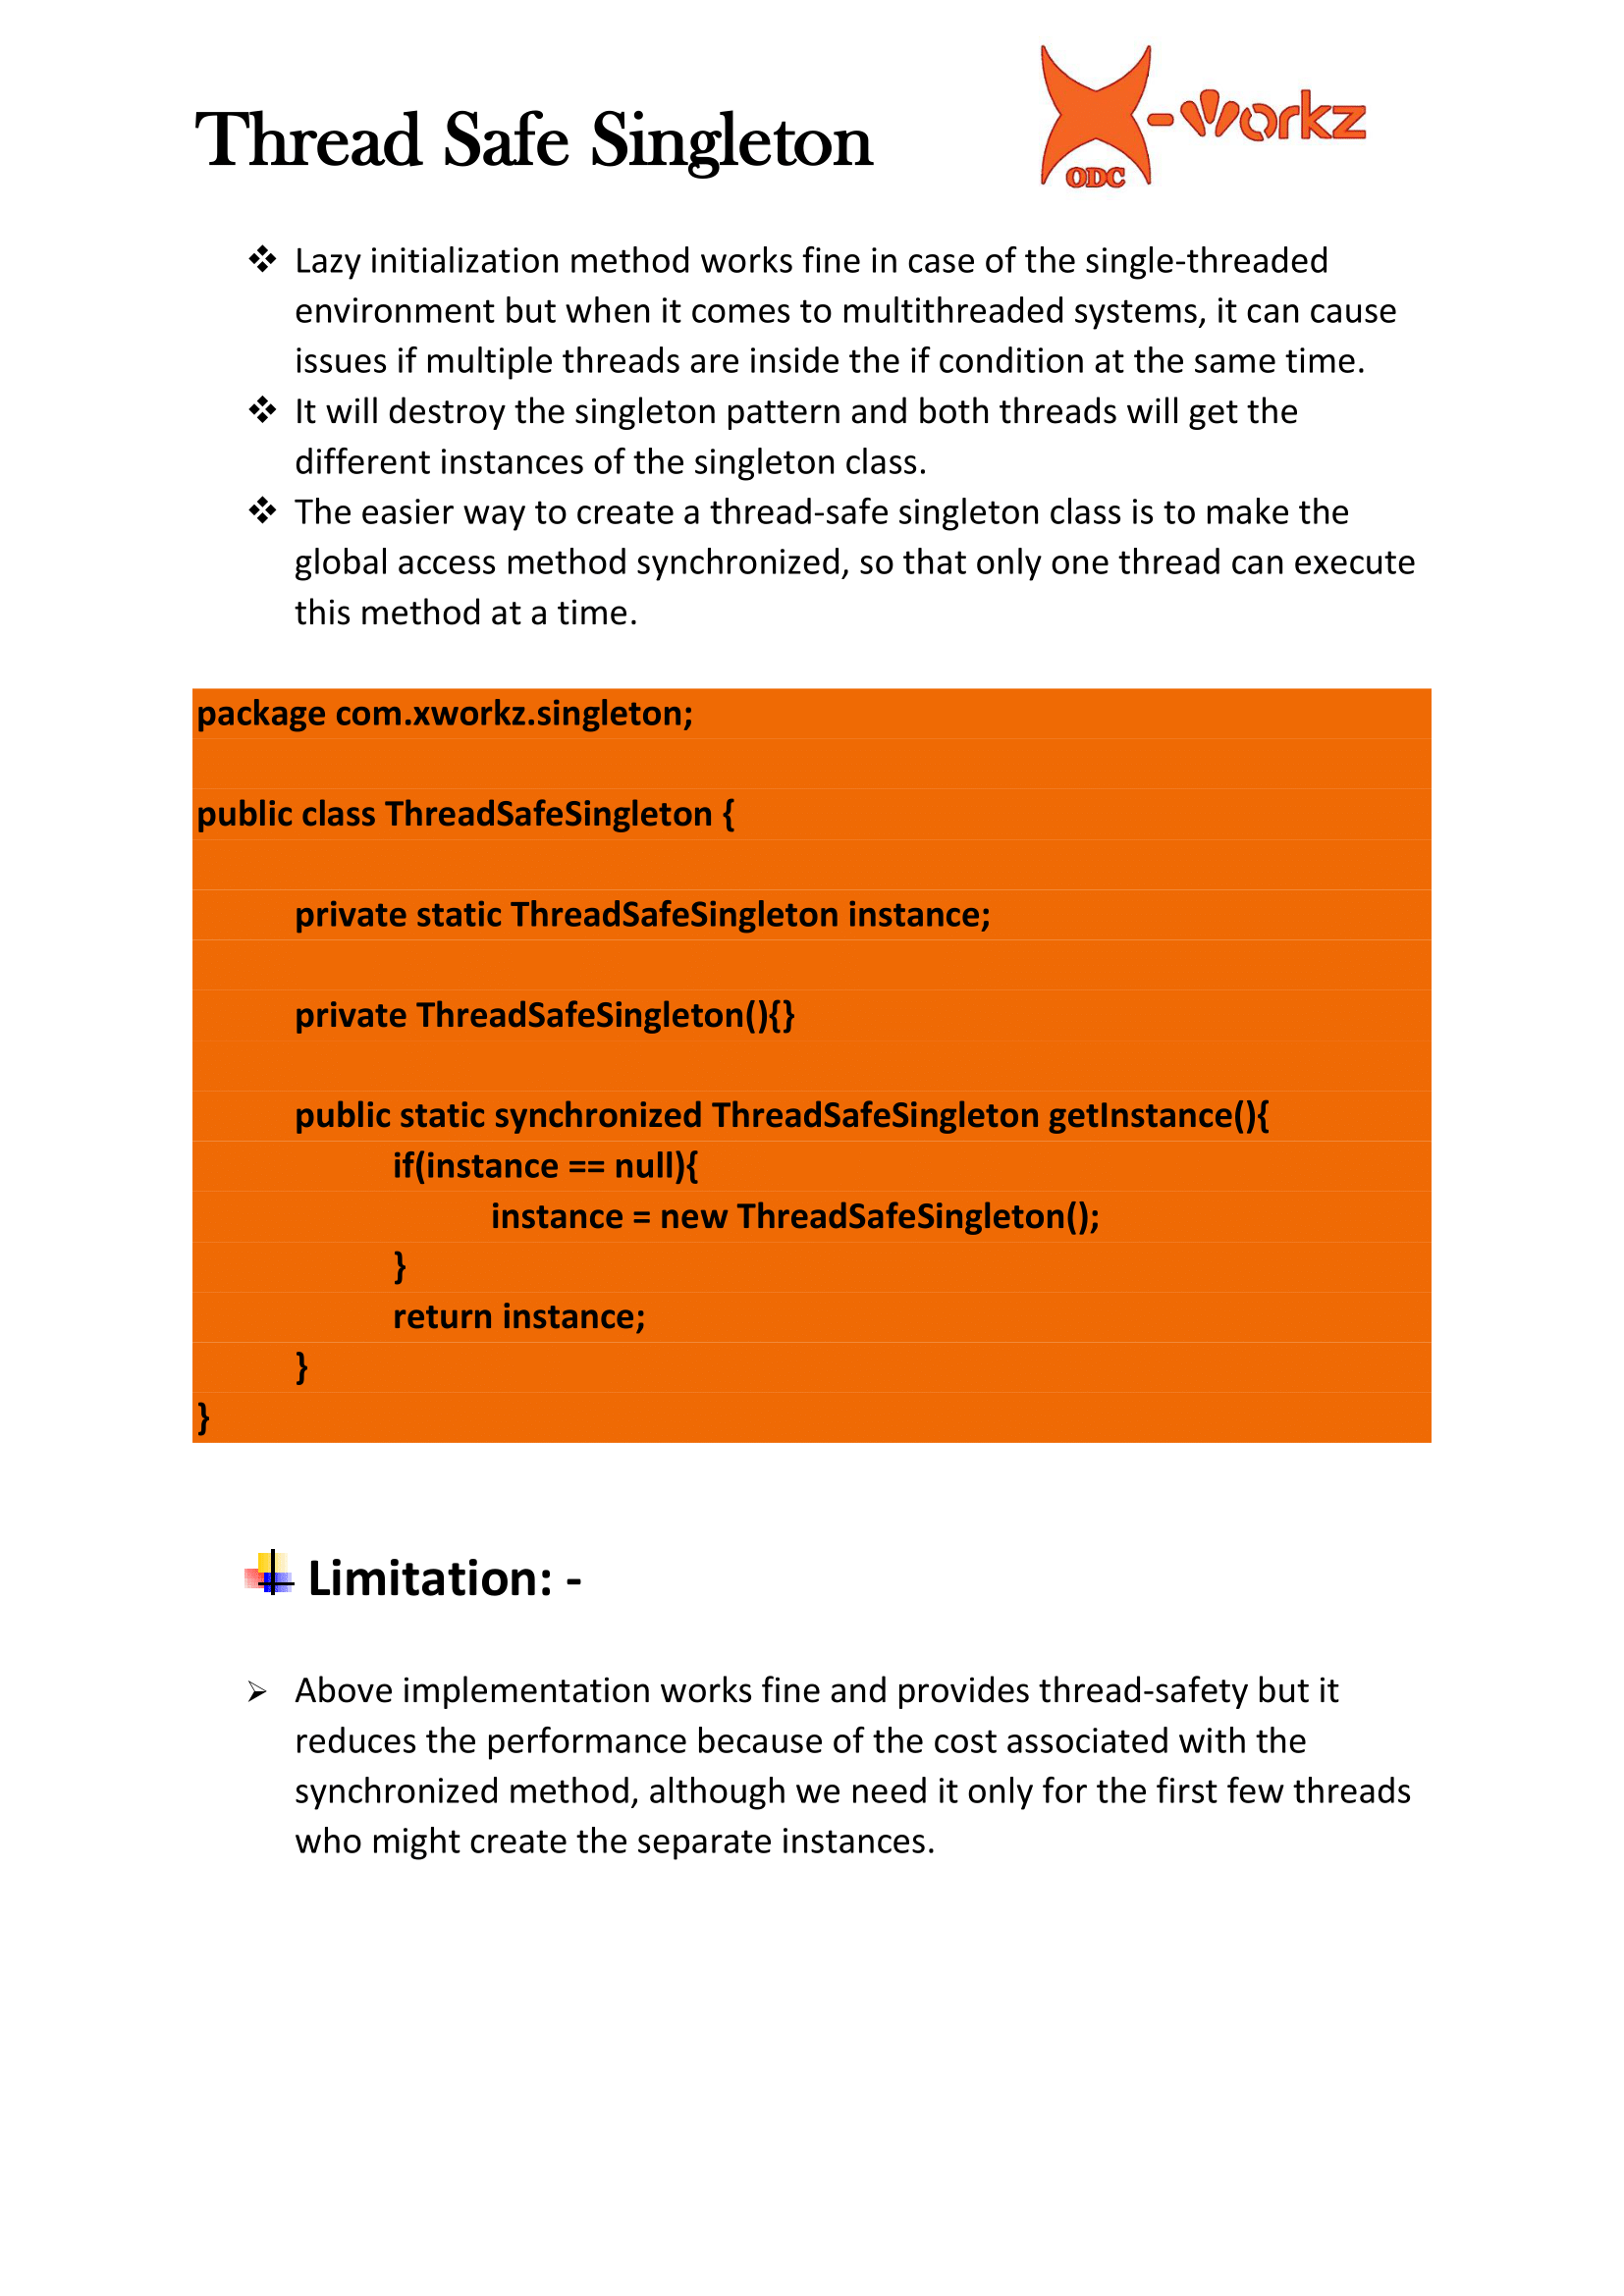 Thread Safe Singleton
X-workz
ODC
❖ Lazy initialization method works fine in case of the single-threaded
environment but when it comes to multithreaded systems, it can cause
issues if multiple threads are inside the if condition at the same time.
❖ It will destroy the singleton pattern and both threads will get the
different instances of the singleton class.
❖ The easier way to create a thread-safe singleton class is to make the
global access method synchronized, so that only one thread can execute
this method at a time.
package com.xworkz.singleton;
public class ThreadSafeSingleton {
private static ThreadSafeSingleton instance;
private ThreadSafeSingleton(){}
public static synchronized ThreadSafeSingleton getInstance(){
if(instance == null){
instance = new ThreadSafeSingleton();
}
return instance;
}
}
Limitation: -
➢ Above implementation works fine and provides thread-safety but it
reduces the performance because of the cost associated with the
synchronized method, although we need it only for the first few threads
who might create the separate instances.